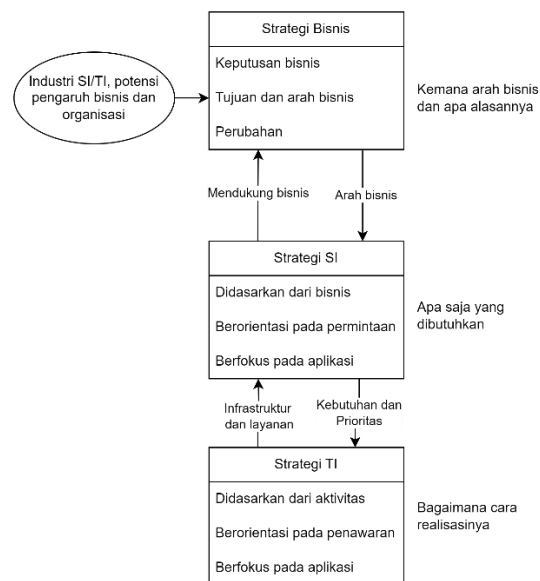 Strategi Bisnis
Industri SI/TI, potensi
pengaruh bisnis dan
organisasi
Keputusan bisnis
Tujuan dan arah bisnis
Perubahan
Kemana arah bisnis
dan apa alasannya
Mendukung bisnis
Arah bisnis
Strategi SI
Didasarkan dari bisnis
Berorientasi pada permintaan
Berfokus pada aplikasi
Apa saja yang
dibutuhkan
Infrastruktur
dan layanan
Kebutuhan dan
Prioritas
Strategi TI
Didasarkan dari aktivitas
Berorientasi pada penawaran
Berfokus pada aplikasi
Bagaimana cara
realisasinya